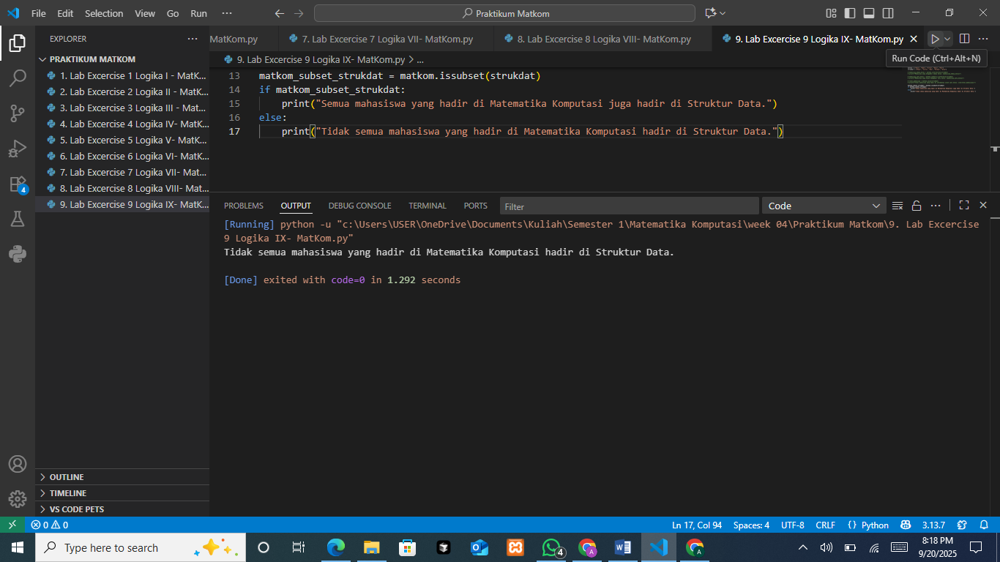 File Edit Selection View Go Run ··· Praktikum Matkom
EXPLORER ···
MatKom.py 7. Lab Excercise 7 Logika VII- MatKom.py 8. Lab Excercise 8 Logika VIII- MatKom.py 9. Lab Excercise 9 Logika IX- MatKom.py
Run Code (Ctrl+Alt+N)
PRAKTIKUM MATKOM
1. Lab Excercise 1 Logika I - MatK...
2. Lab Excercise 2 Logika II - MatK...
3. Lab Excercise 3 Logika III - Mat...
4. Lab Excercise 4 Logika IV- MatK...
5. Lab Excercise 5 Logika V- MatK...
6. Lab Excercise 6 Logika VI- MatK...
7. Lab Excercise 7 Logika VII- Mat...
8. Lab Excercise 8 Logika VIII- Mat...
9. Lab Excercise 9 Logika IX- MatK...
4
OUTLINE
TIMELINE
VS CODE PETS
9. Lab Excercise 9 Logika IX- MatKom.py > ...
13 matkom_subset_strukdat = matkom.issubset(strukdat)
14 if matkom_subset_strukdat:
15 print("Semua mahasiswa yang hadir di Matematika Komputasi juga hadir di Struktur Data.")
16 else:
17 print("Tidak semua mahasiswa yang hadir di Matematika Komputasi hadir di Struktur Data.")
PROBLEMS OUTPUT DEBUG CONSOLE TERMINAL PORTS Filter Code
[Running] python -u "c:\Users\USER\OneDrive\Documents\Kuliah\Semester 1\Matematika Komputasi\week 04\Praktikum Matkom\9. Lab Excercise
9 Logika IX- MatKom.py"
Tidak semua mahasiswa yang hadir di Matematika Komputasi hadir di Struktur Data.
[Done] exited with code=0 in 1.292 seconds
0 0 Ln 17, Col 94 Spaces: 4 UTF-8 CRLF {} Python 3.13.7
Type here to search 4 A W A 8:18 PM
9/20/2025